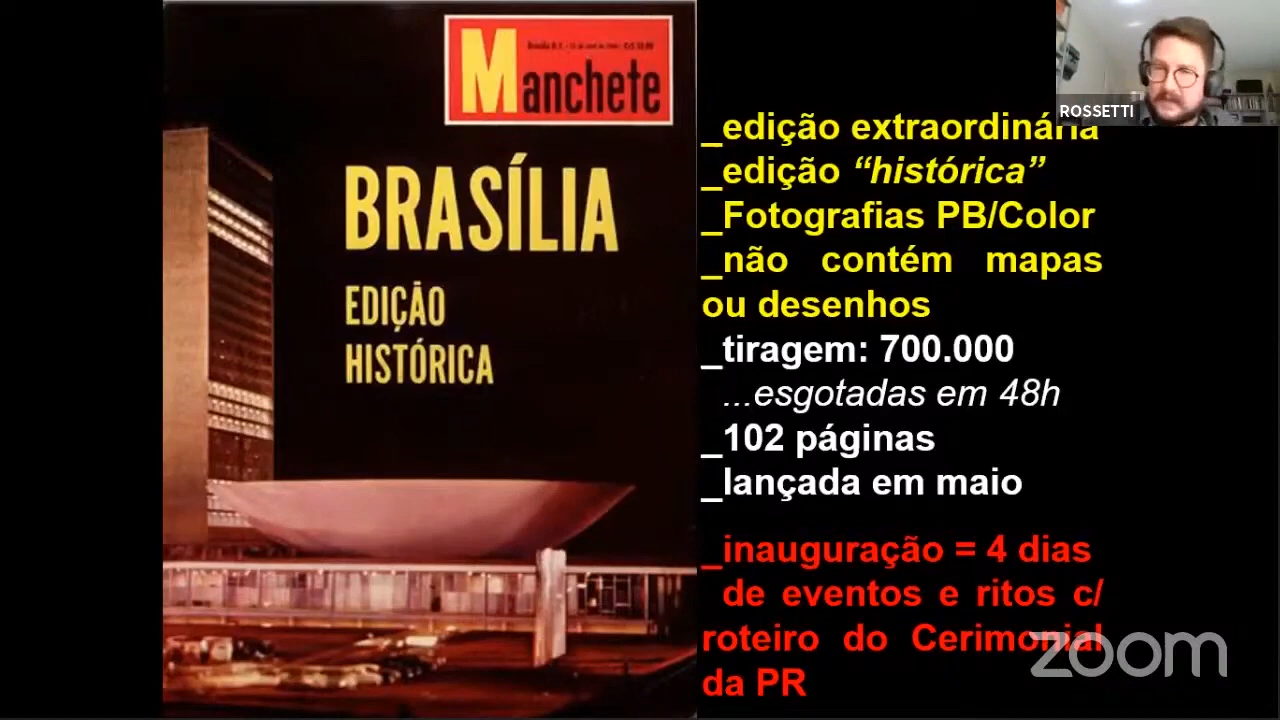 Manchete
BRASÍLIA
EDIÇÃO
HISTÓRICA
ROSSETTI
_edição extraordinária
_edição “histórica”
_Fotografias PB/Color
_não contém mapas
ou desenhos
_tiragem: 700.000
...esgotadas em 48h
_102 páginas
_lançada em maio
_inauguração = 4 dias
de eventos e ritos c/
roteiro do Cerimonial
da PR
zoom